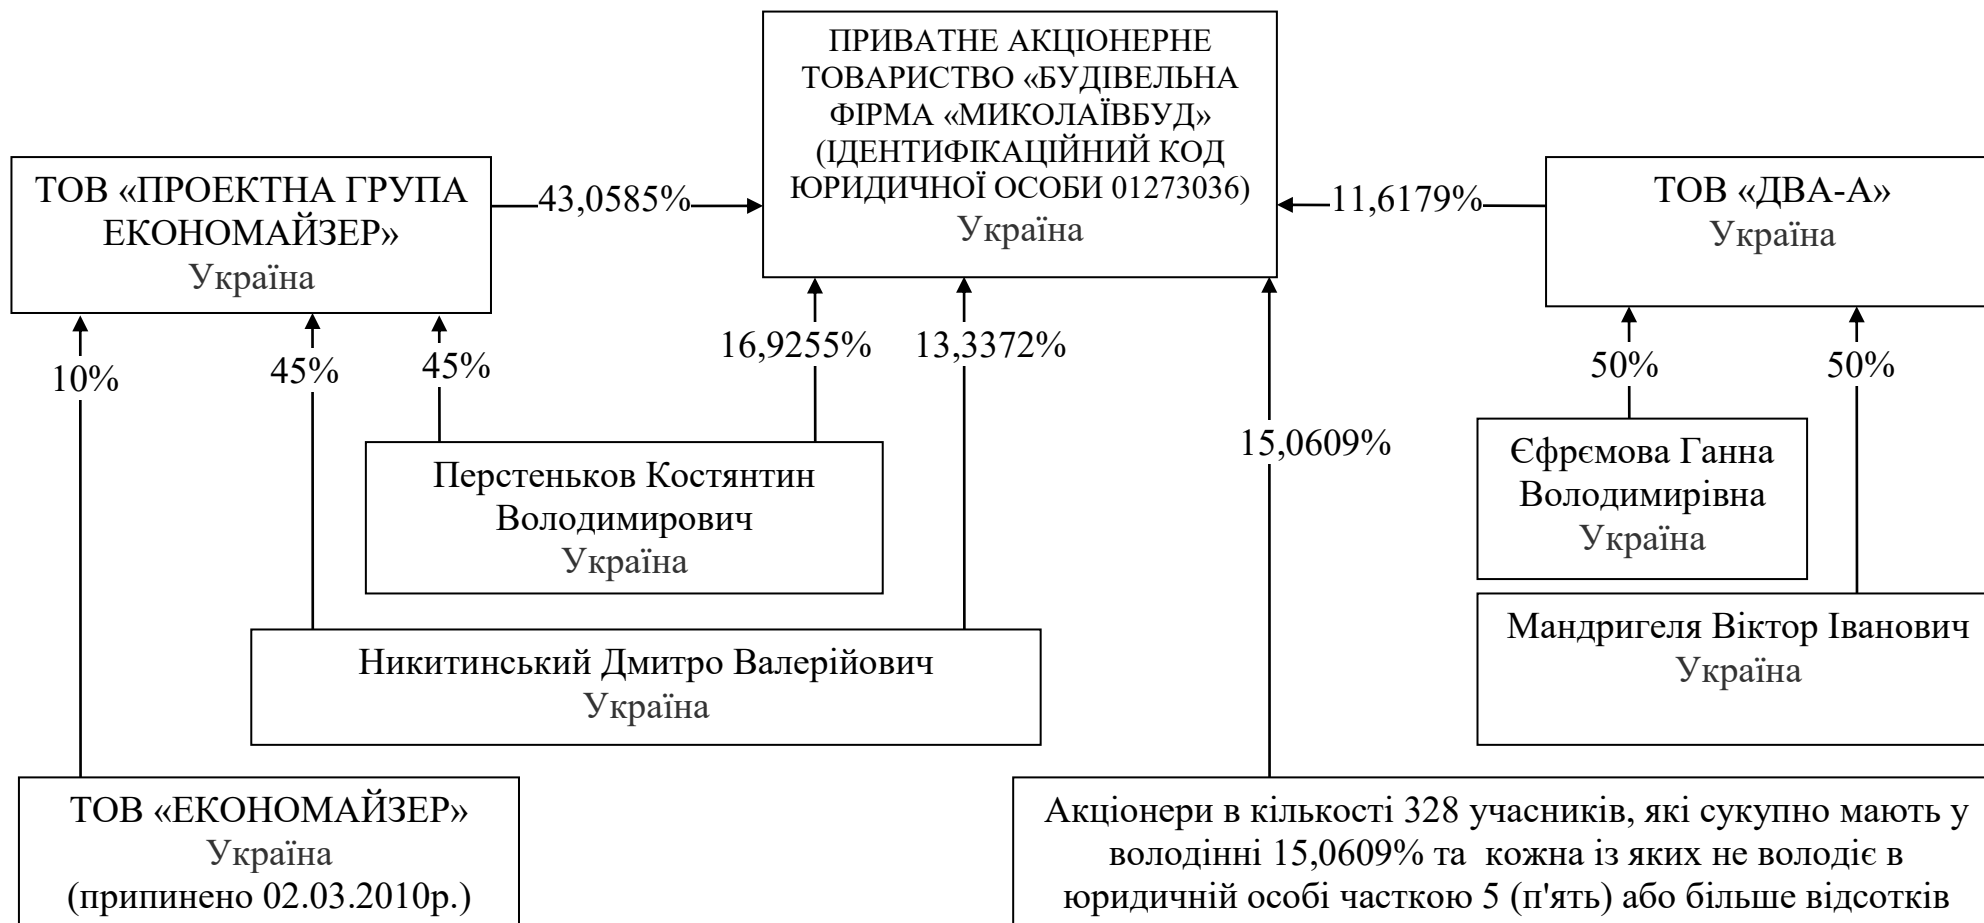 ПРИВАТНЕ АКЦІОНЕРНЕ
ТОВАРИСТВО «БУДІВЕЛЬНА
ФІРМА «МИКОЛАЇВБУД»
(ІДЕНТИФІКАЦІЙНИЙ КОД
ЮРИДИЧНОЇ ОСОБИ 01273036)
Україна
ТОВ «ПРОЕКТНА ГРУПА
ЕКОНОМАЙЗЕР»
Україна
43,0585%
11,6179%
ТОВ «ДВА-А»
Україна
10%
45%
45%
16,9255%
13,3372%
15,0609%
50%
50%
Перстеньков Костянтин
Володимирович
Україна
Єфрємова Ганна
Володимирівна
Україна
Никитинський Дмитро Валерійович
Україна
Мандригеля Віктор Іванович
Україна
ТОВ «ЕКОНОМАЙЗЕР»
Україна
(припинено 02.03.2010р.)
Акціонери в кількості 328 учасників, які сукупно мають у
володінні 15,0609% та кожна із яких не володіє в
юридичній особі часткою 5 (п'ять) або більше відсотків